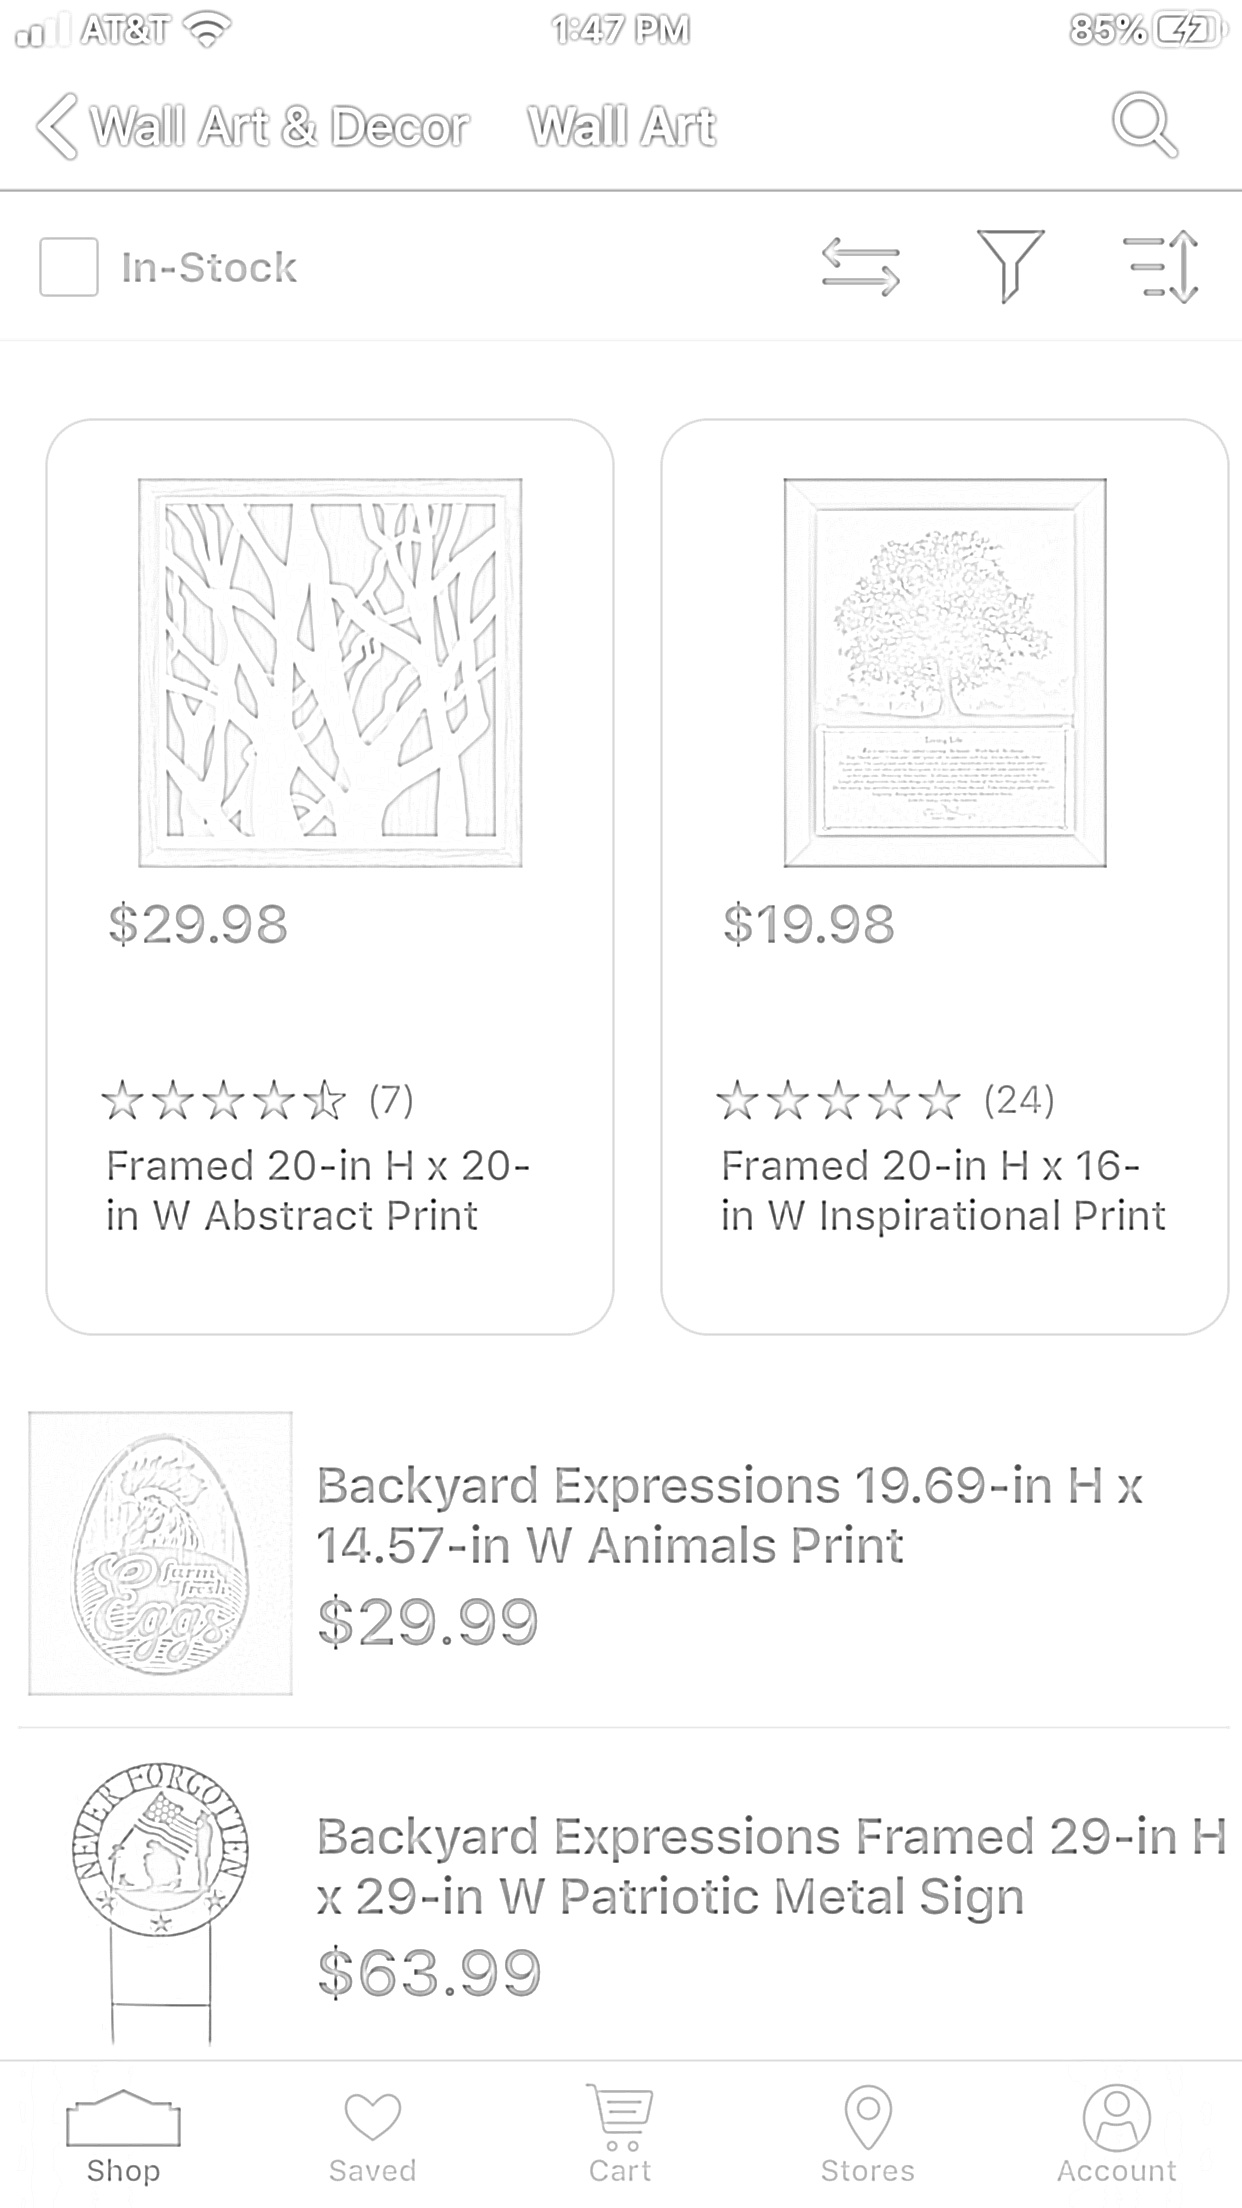 AT&T 1:47 PM 85%
Wall Art & Decor Wall Art
In-Stock
Living Life
$29.98
$19.98
(7)
Framed 20-in H x 20-
in W Abstract Print
(24)
Framed 20-in H x 16-
in W Inspirational Print
farm
fresh
Eggs
Backyard Expressions 19.69-in H x
14.57-in W Animals Print
$29.99
NEVER FORGOTTEN
Backyard Expressions Framed 29-in H
x 29-in W Patriotic Metal Sign
$63.99
Shop Saved Cart Stores Account